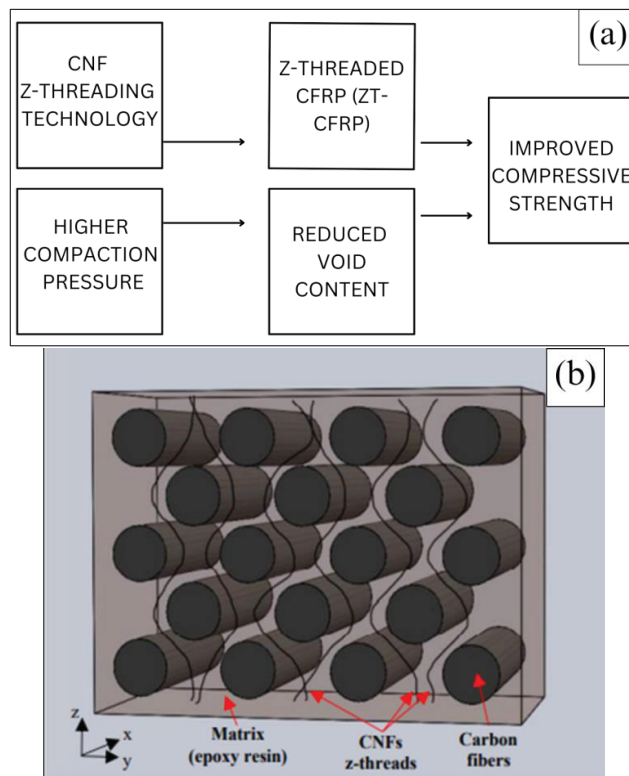 (a)
CNF
Z-THREADING
TECHNOLOGY
Z-THREADED
CFRP (ZT-
CFRP)
IMPROVED
COMPRESSIVE
STRENGTH
HIGHER
COMPACTION
PRESSURE
REDUCED
VOID
CONTENT
(b)
z
x
y
Matrix
(epoxy resin)
CNFs
z-threads
Carbon
fibers